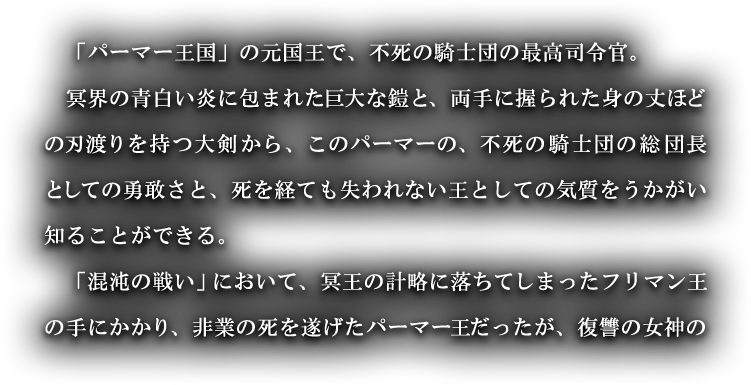 「パーマー王国」の元国王で、不死の騎士団の最高司令官。
冥界の青白い炎に包まれた巨大な鎧と、両手に握られた身の丈ほど
の刃渡りを持つ大剣から、このパーマーの、不死の騎士団の総団長
としての勇敢さと、死を経ても失われない王としての気質をうかがい
知ることができる。
「混沌の戦い」において、冥王の計略に落ちてしまったフリマン王
の手にかかり、非業の死を遂げたパーマー王だったが、復讐の女神の